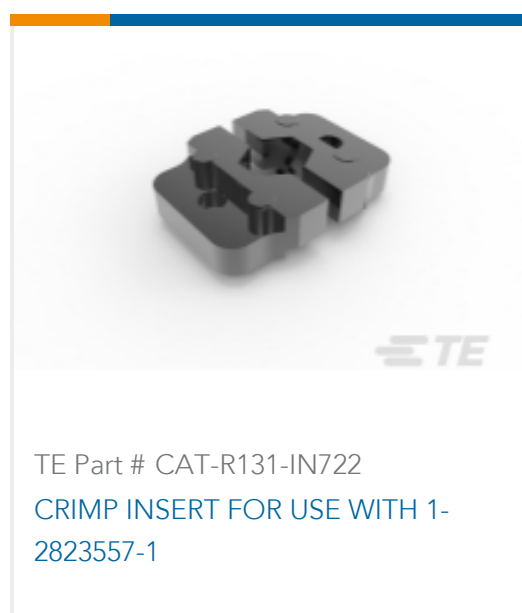 TE
TE Part # CAT-R131-IN722
CRIMP INSERT FOR USE WITH 1-
2823557-1